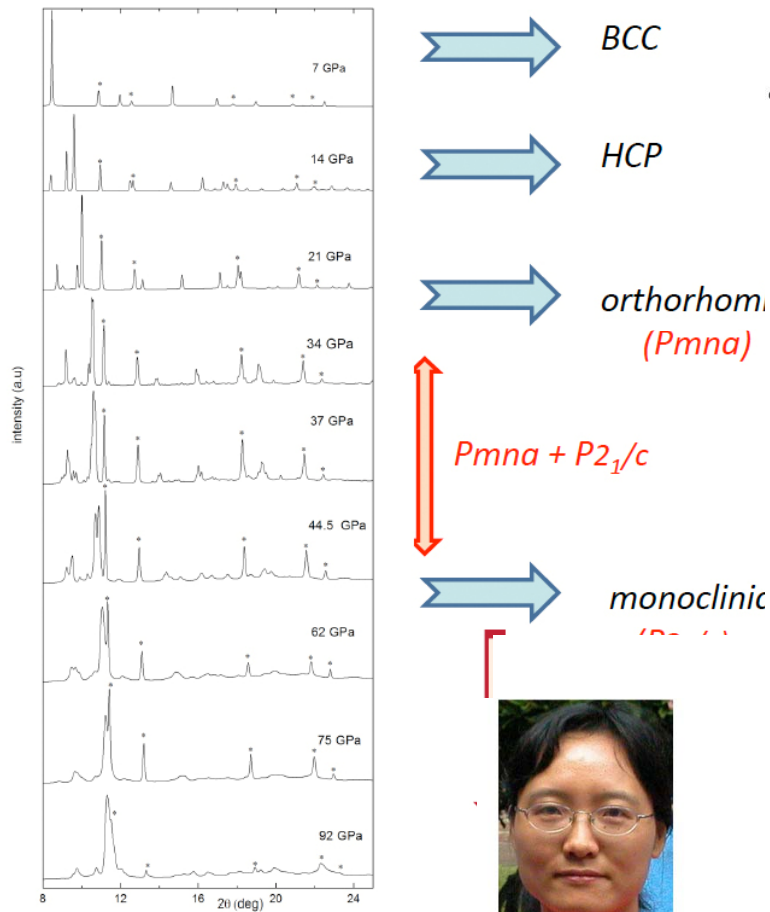 7 GPa
BCC
14 GPa
HCP
21 GPa
(Pmna)
34 GPa
intensity (a.u)
37 GPa
Pmna + P2₁/c
44.5 GPa
62 GPa
75 GPa
92 GPa
8 12 16 20 24
2θ (deg)